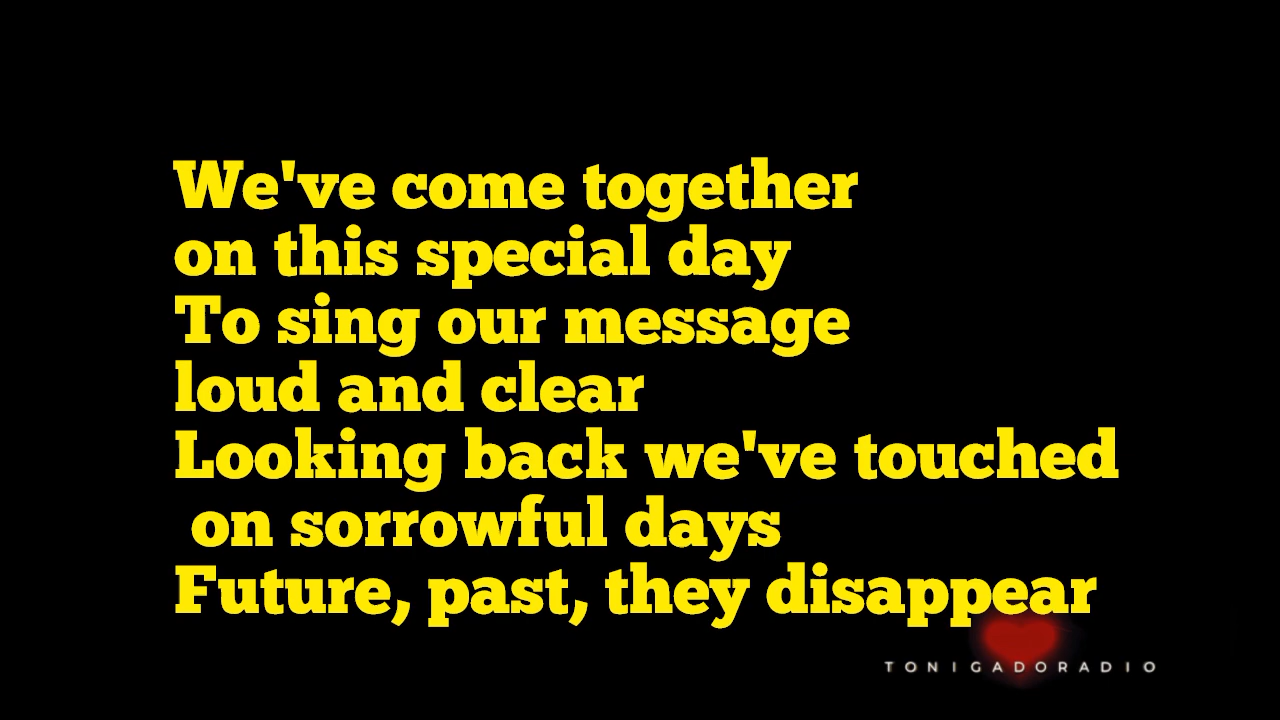 We've come together
on this special day
To sing our message
loud and clear
Looking back we've touched
on sorrowful days
Future, past, they disappear
TONIGADORADIO